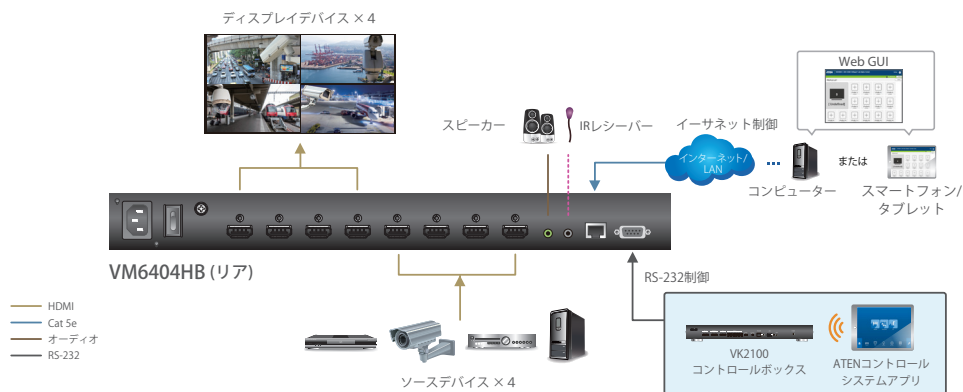 ディスプレイデバイス × 4
Web GUI
スピーカー
IRレシーバー
イーサネット制御
インターネット/
LAN
または
コンピューター
スマートフォン/
タブレット
VM6404HB (リア)
RS-232制御
HDMI
Cat 5e
オーディオ
RS-232
VK2100
コントロールボックス
ATENコントロール
システムアプリ
ソースデバイス × 4